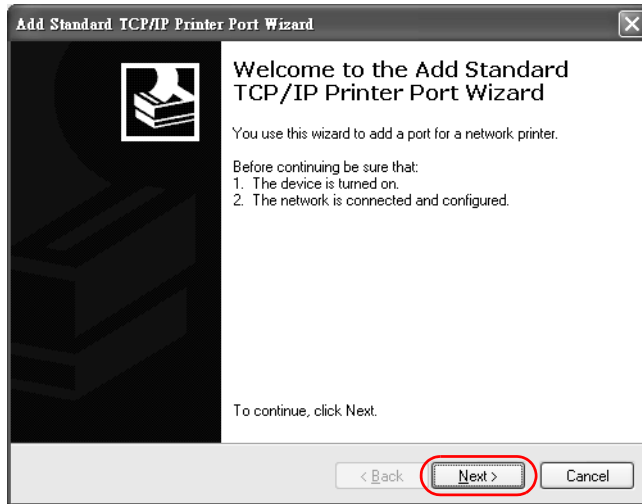 Add Standard TCP/IP Printer Port Wizard
Welcome to the Add Standard
TCP/IP Printer Port Wizard
You use this wizard to add a port for a network printer.
Before continuing be sure that:
1. The device is turned on.
2. The network is connected and configured.
To continue, click Next.
< Back
Next >
Cancel